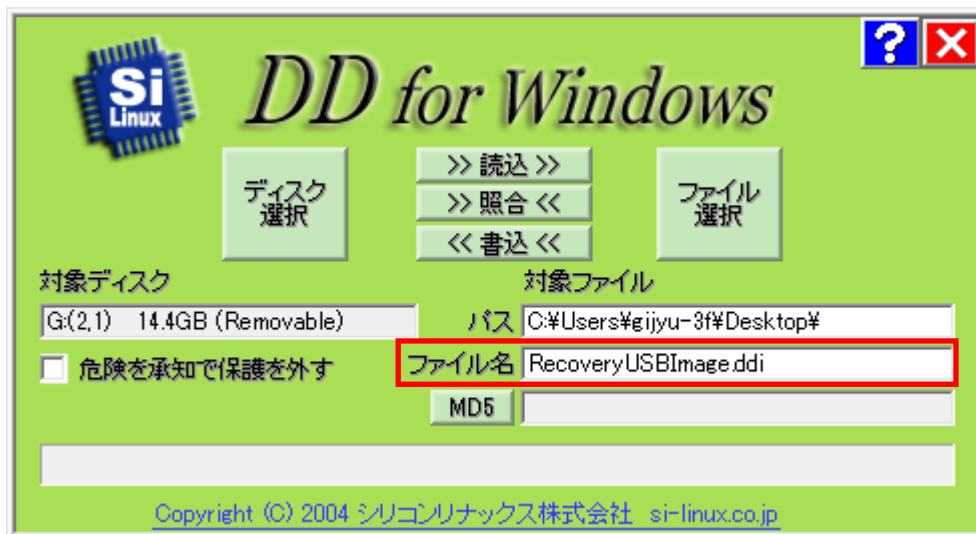 ?
Si
Linux
DD for Windows
ディスク
選択
>> 読込 >>
>> 照合 <<
<< 書込 <<
ファイル
選択
対象ディスク
対象ファイル
G:(2,1) 14.4GB (Removable)
パス C:¥Users¥gijyu-3f¥Desktop¥
危険を承知で保護を外す
ファイル名 RecoveryUSBImage.ddi
MD5
Copyright (C) 2004 シリコンリナックス株式会社 si-linux.co.jp